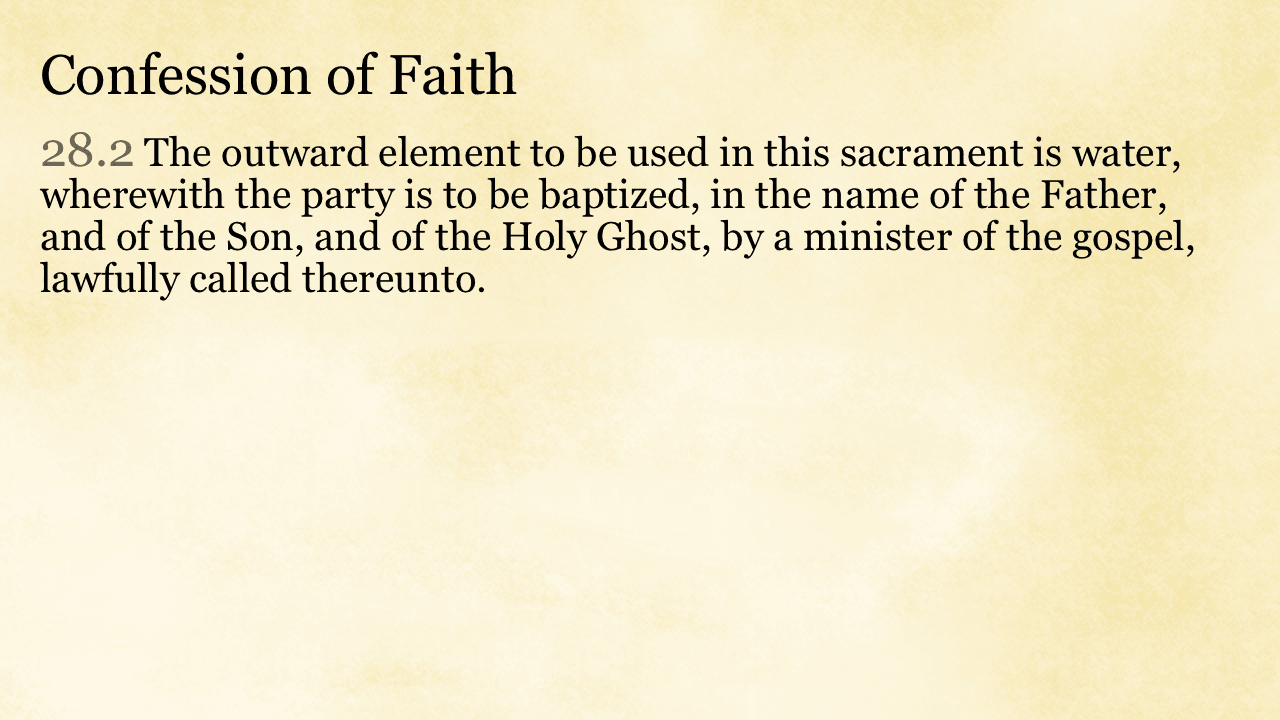 Confession of Faith
28.2 The outward element to be used in this sacrament is water,
wherewith the party is to be baptized, in the name of the Father,
and of the Son, and of the Holy Ghost, by a minister of the gospel,
lawfully called thereunto.